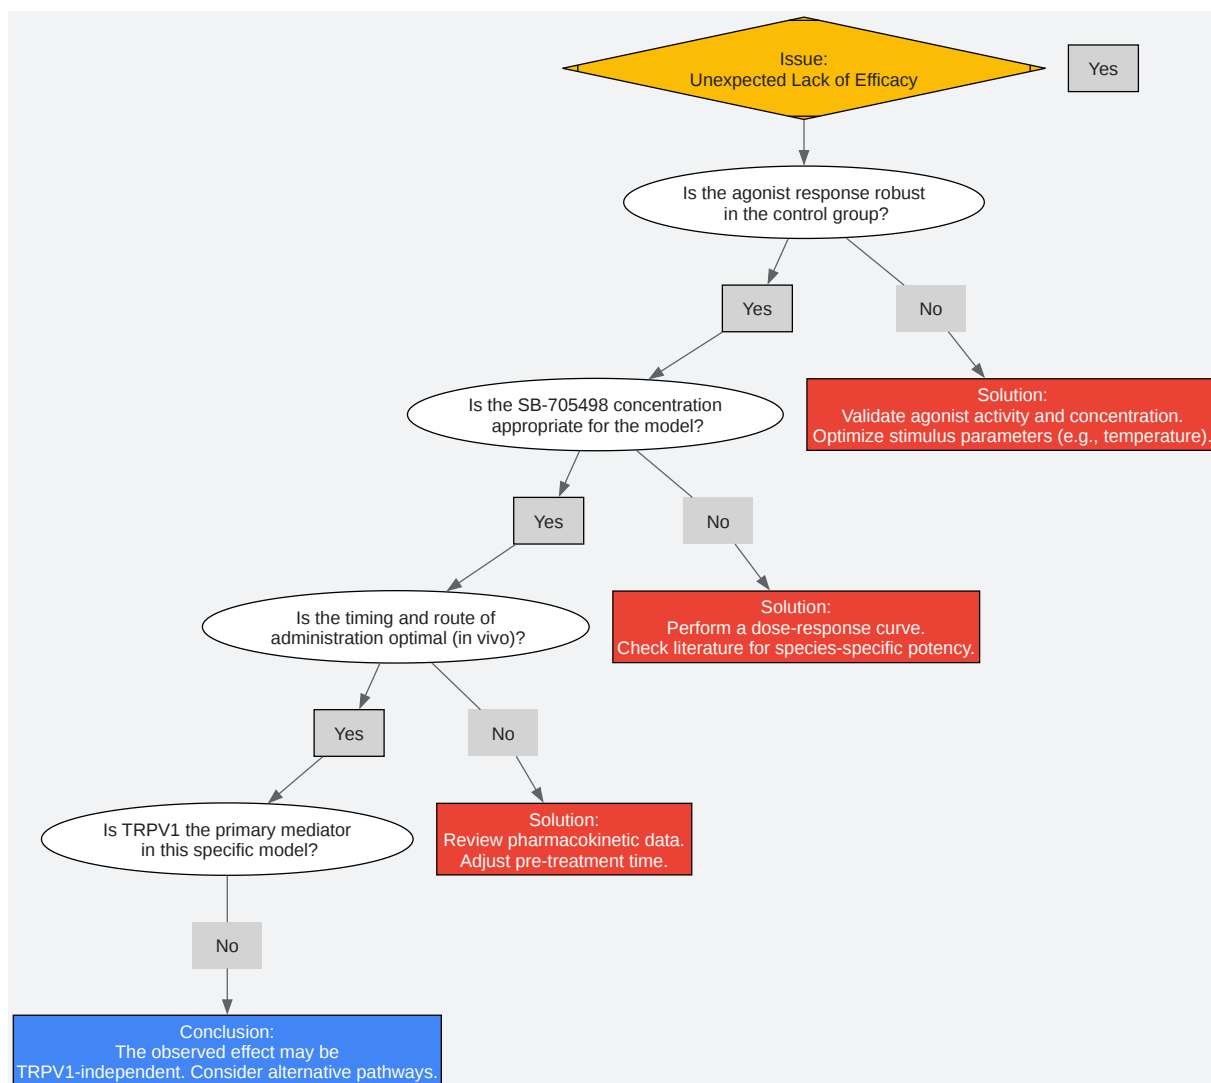 Issue:
Unexpected Lack of Efficacy
Yes
Is the agonist response robust
in the control group?
Yes
No
Solution:
Validate agonist activity and concentration.
Optimize stimulus parameters (e.g., temperature).
Is the SB-705498 concentration
appropriate for the model?
Yes
No
Solution:
Perform a dose-response curve.
Check literature for species-specific potency.
Is the timing and route of
administration optimal (in vivo)?
Yes
No
Solution:
Review pharmacokinetic data.
Adjust pre-treatment time.
Is TRPV1 the primary mediator
in this specific model?
No
Conclusion:
The observed effect may be
TRPV1-independent. Consider alternative pathways.